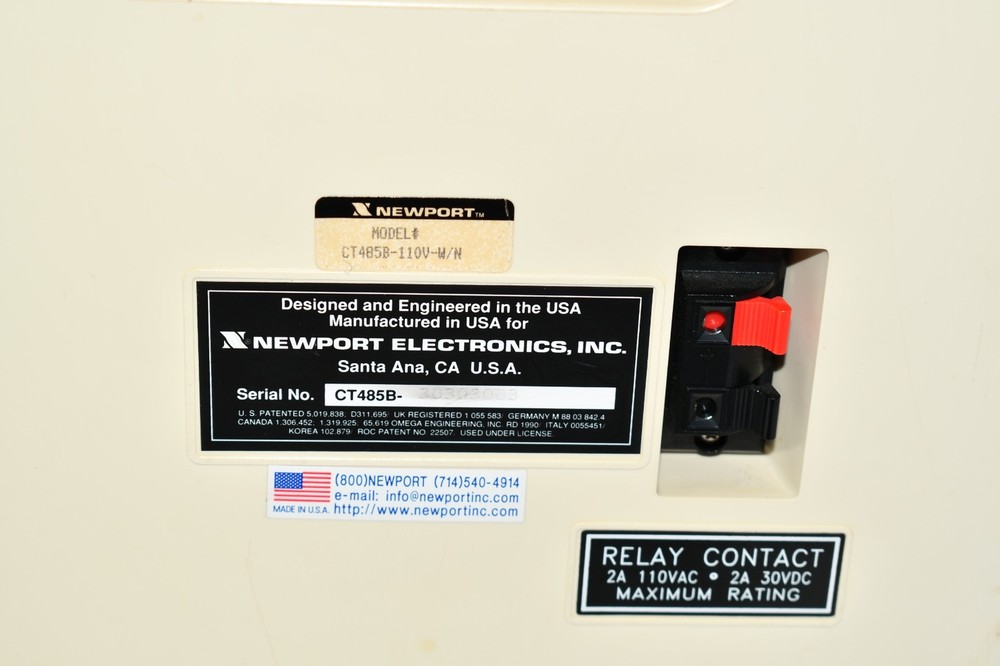 NEWPORT™
MODEL#
CT485B-110V-W/N
Designed and Engineered in the USA
Manufactured in USA for
NEWPORT ELECTRONICS, INC.
Santa Ana, CA U.S.A.
Serial No. CT485B-
U.S. PATENTED 5,019,838, D311,695; UK REGISTERED 1 055 583; GERMANY M 88 03 842.4
CANADA 1,306,452; 1,319,925; 65,619 OMEGA ENGINEERING, INC. RD 1990; ITALY 0055451/
KOREA 102,879; ROC PATENT NO. 22507. USED UNDER LICENSE.
(800)NEWPORT (714)540-4914
e-mail: info@newportinc.com
MADE IN U.S.A. http://www.newportinc.com
RELAY CONTACT
2A 110VAC • 2A 30VDC
MAXIMUM RATING